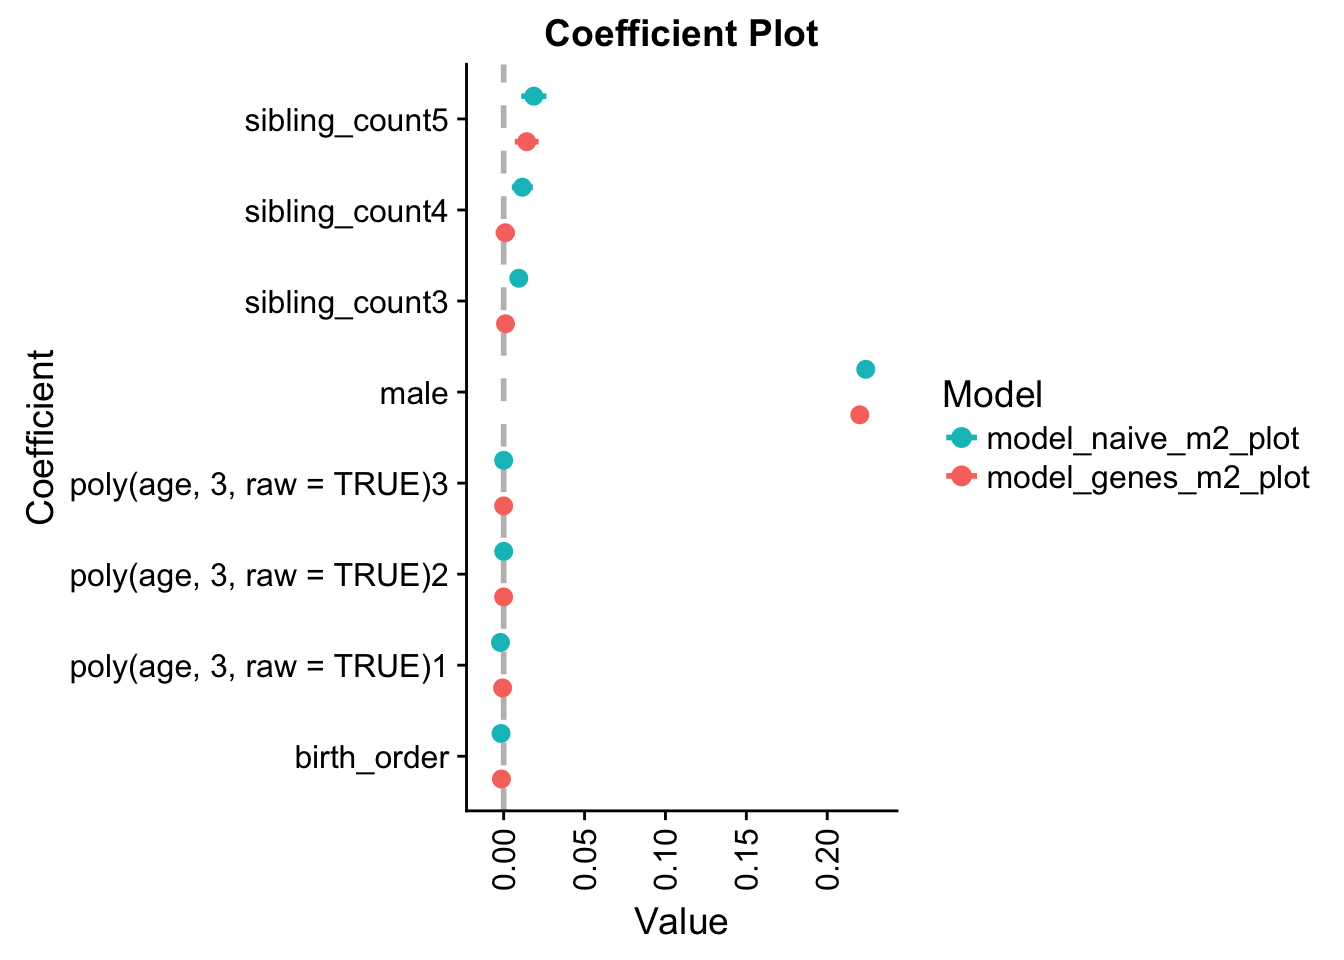 Coefficient Plot
Coefficient
sibling_count5
sibling_count4
sibling_count3
male
poly(age, 3, raw = TRUE)3
poly(age, 3, raw = TRUE)2
poly(age, 3, raw = TRUE)1
birth_order
0.00
0.05
0.10
0.15
0.20
Value
Model
model_naive_m2_plot
model_genes_m2_plot